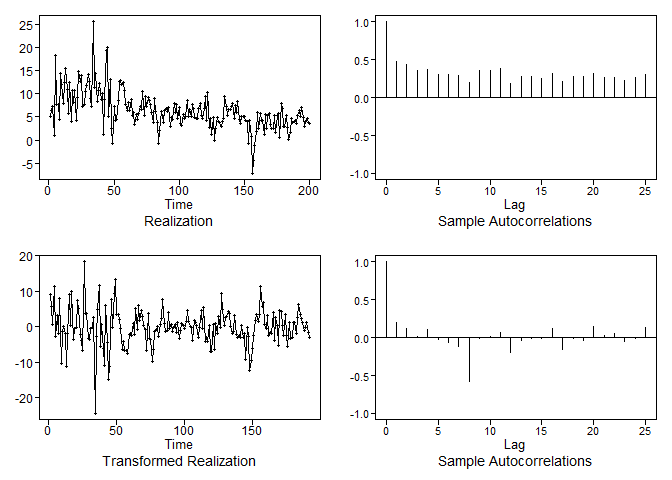 25
20
15
10
5
0
-5
0 50 100 150 200
Time
Realization
1.0
0.5
0.0
-0.5
-1.0
0 5 10 15 20 25
Lag
Sample Autocorrelations
20
10
0
-10
-20
0 50 100 150
Time
Transformed Realization
1.0
0.5
0.0
-0.5
-1.0
0 5 10 15 20 25
Lag
Sample Autocorrelations